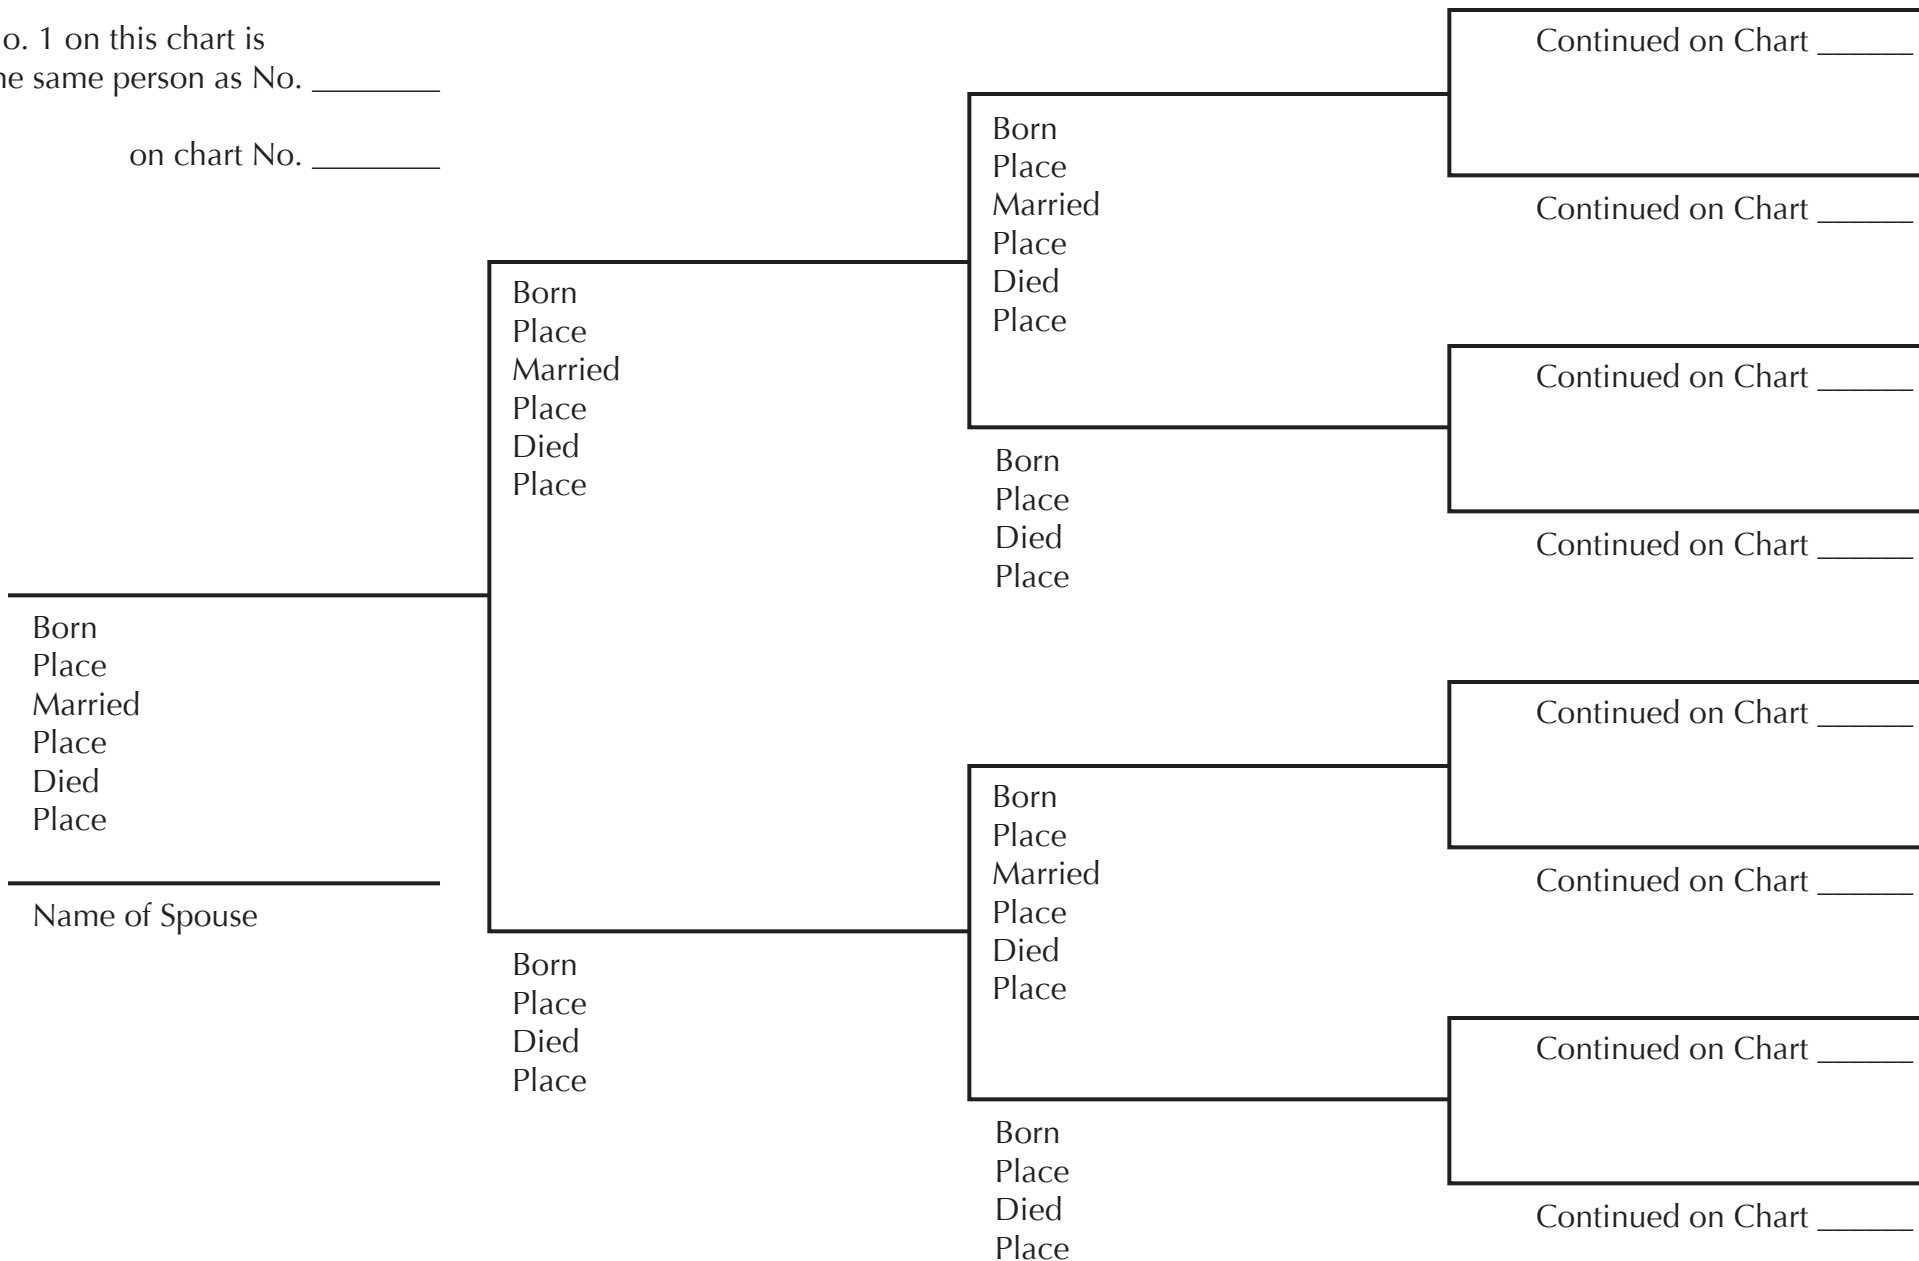 o. 1 on this chart is
he same person as No. ________
on chart No. ________
Born
Place
Married
Place
Died
Place
Name of Spouse
Born
Place
Married
Place
Died
Place
Born
Place
Died
Place
Born
Place
Married
Place
Died
Place
Born
Place
Died
Place
Born
Place
Married
Place
Died
Place
Born
Place
Died
Place
Continued on Chart ______
Continued on Chart ______
Continued on Chart ______
Continued on Chart ______
Continued on Chart ______
Continued on Chart ______
Continued on Chart ______
Continued on Chart ______